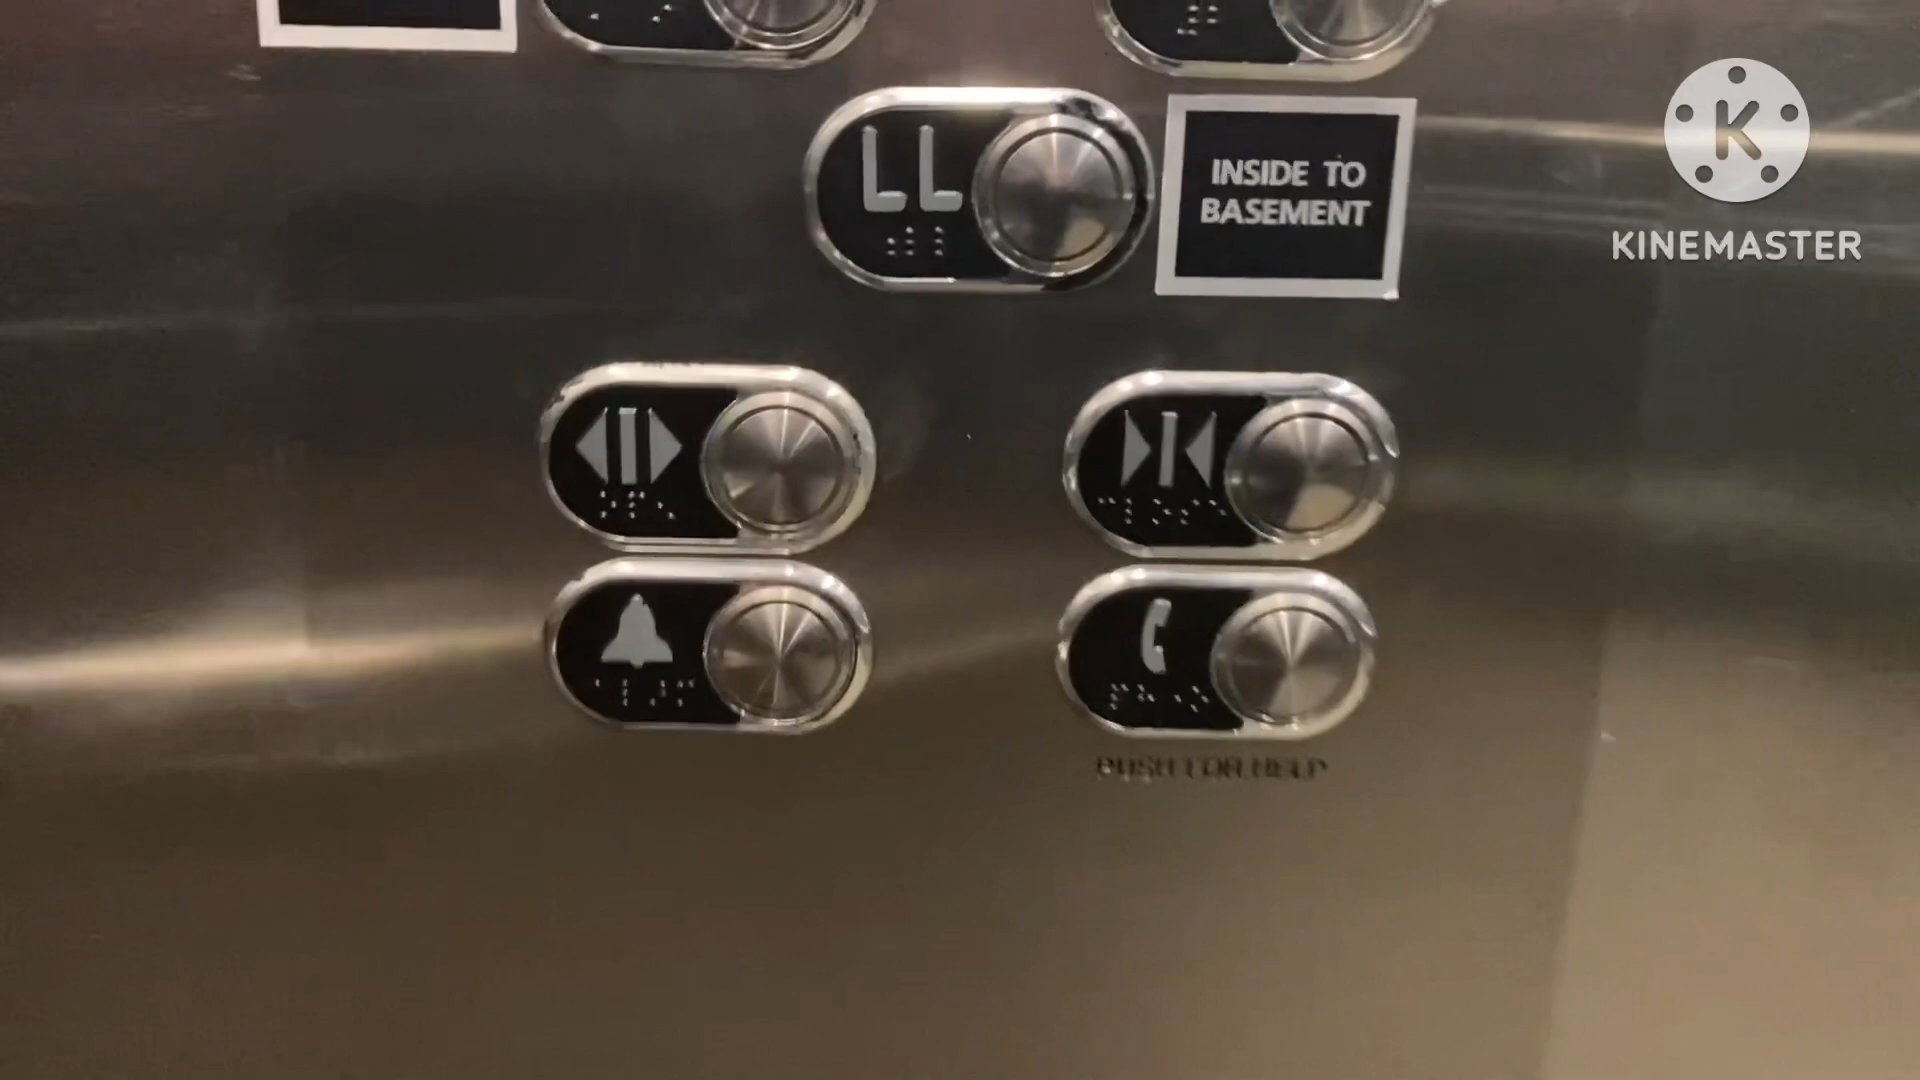 LL
INSIDE TO
BASEMENT
K
KINEMASTER
PUSH FOR HELP